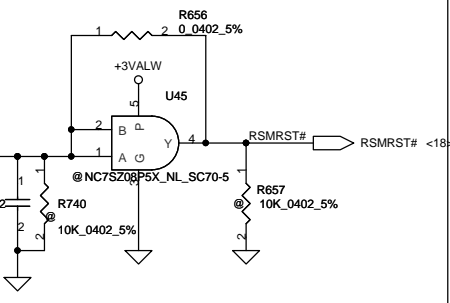 R656
1 2 0_0402_5%
+3VALW
U45
5
2 B P
4 RSMRST# RSMRST# <18>
Y
1 A G
@ NC7SZ08P5X_NL_SC70-5
3
1 1 1
R740 R657
2 @ @ 10K_0402_5%
2 2 10K_0402_5% 2